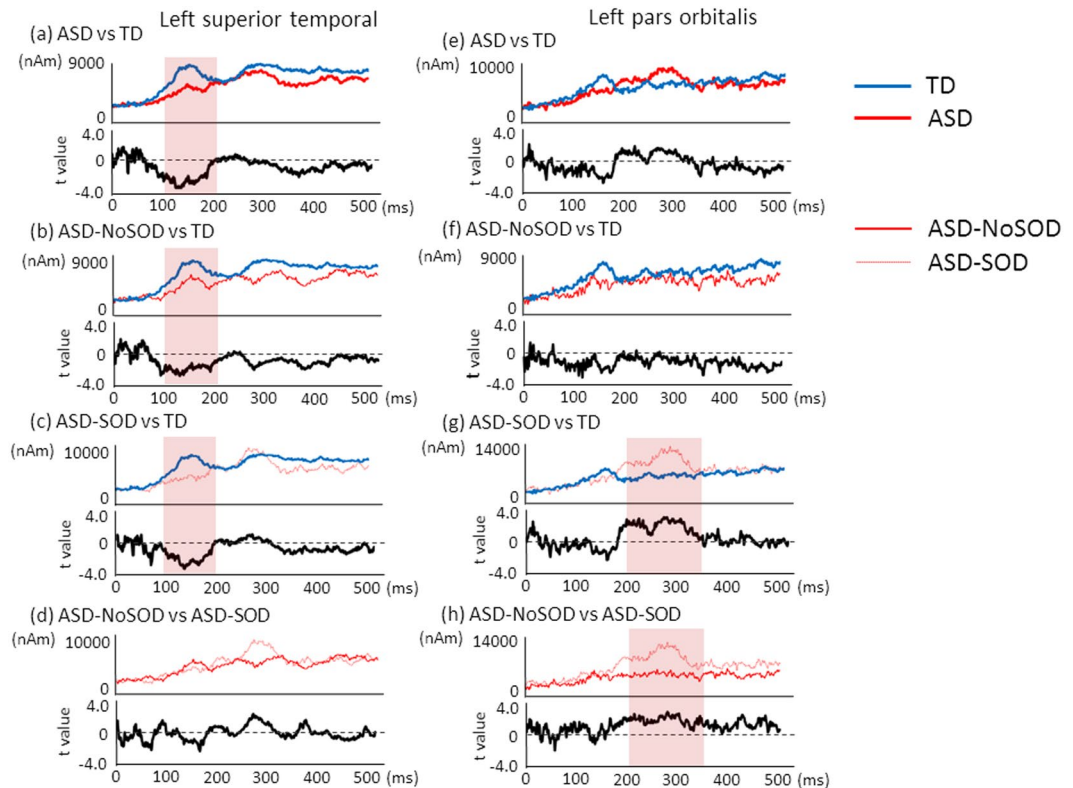 Left superior temporal
(a) ASD vs TD
(nAm)
9000
0
4.0
0
-4.0
t value
0 100 200 300 400 500 (ms)
(b) ASD-NoSOD vs TD
(nAm)
9000
0
4.0
0
-4.0
t value
0 100 200 300 400 500 (ms)
(c) ASD-SOD vs TD
(nAm)
10000
0
4.0
0
-4.0
t value
0 100 200 300 400 500 (ms)
(d) ASD-NoSOD vs ASD-SOD
(nAm)
10000
0
4.0
0
-4.0
t value
0 100 200 300 400 500 (ms)
Left pars orbitalis
(e) ASD vs TD
(nAm)
10000
0
4.0
0
-4.0
t value
0 100 200 300 400 500 (ms)
(f) ASD-NoSOD vs TD
(nAm)
9000
0
4.0
0
-4.0
t value
0 100 200 300 400 500 (ms)
(g) ASD-SOD vs TD
(nAm)
14000
0
4.0
0
-4.0
t value
0 100 200 300 400 500 (ms)
(h) ASD-NoSOD vs ASD-SOD
(nAm)
14000
0
4.0
0
-4.0
t value
0 100 200 300 400 500 (ms)
TD
ASD
ASD-NoSOD
ASD-SOD